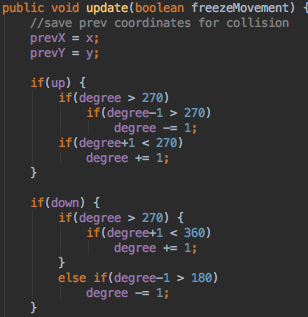 public void update(boolean freezeMovement) {
    //save prev coordinates for collision
    prevX = x;
    prevY = y;

    if(up) {
        if(degree > 270)
            if(degree-1 > 270)
                degree -= 1;
        if(degree+1 < 270)
            degree += 1;
    }

    if(down) {
        if(degree > 270) {
            if(degree+1 < 360)
                degree += 1;
        }
        else if(degree-1 > 180)
            degree -= 1;
    }